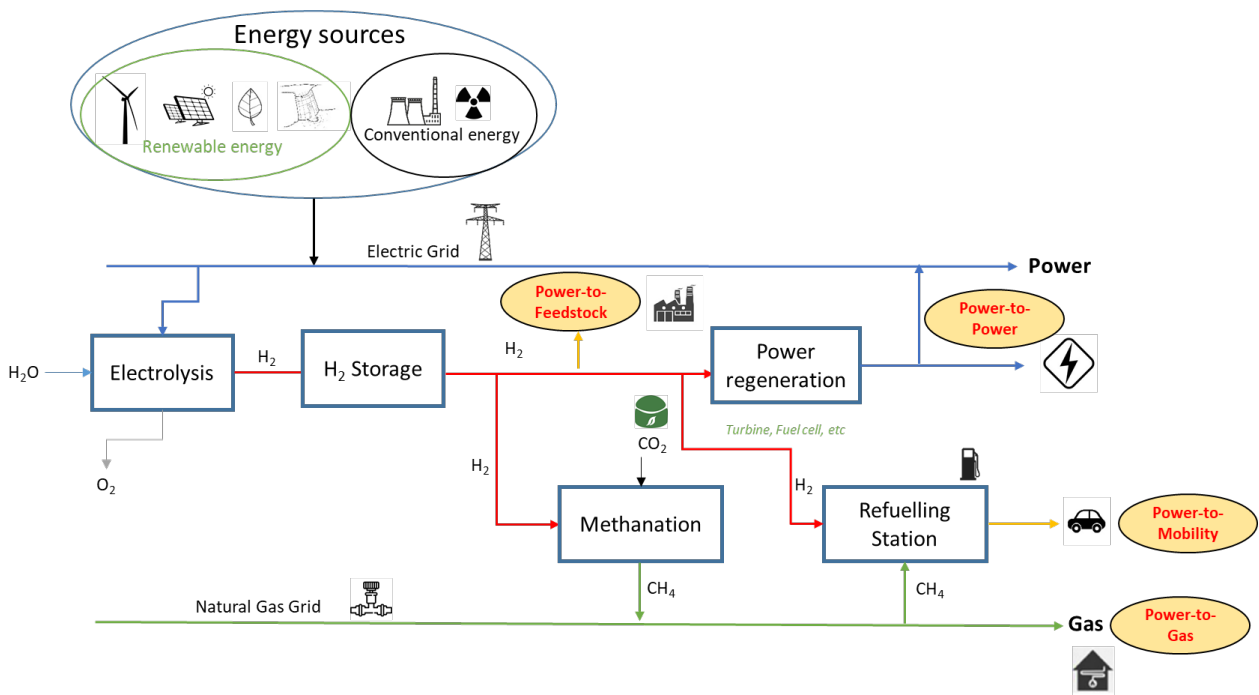 Energy sources
Renewable energy
Conventional energy
Electric Grid
Power
Power-to-
Feedstock
Power-to-
Power
H₂O
Electrolysis
H₂
H₂ Storage
H₂
Power
regeneration
Turbine, Fuel cell, etc
O₂
CO₂
H₂
H₂
Methanation
Refuelling
Station
Power-to-
Mobility
CH₄
CH₄
Natural Gas Grid
Gas
Power-to-
Gas